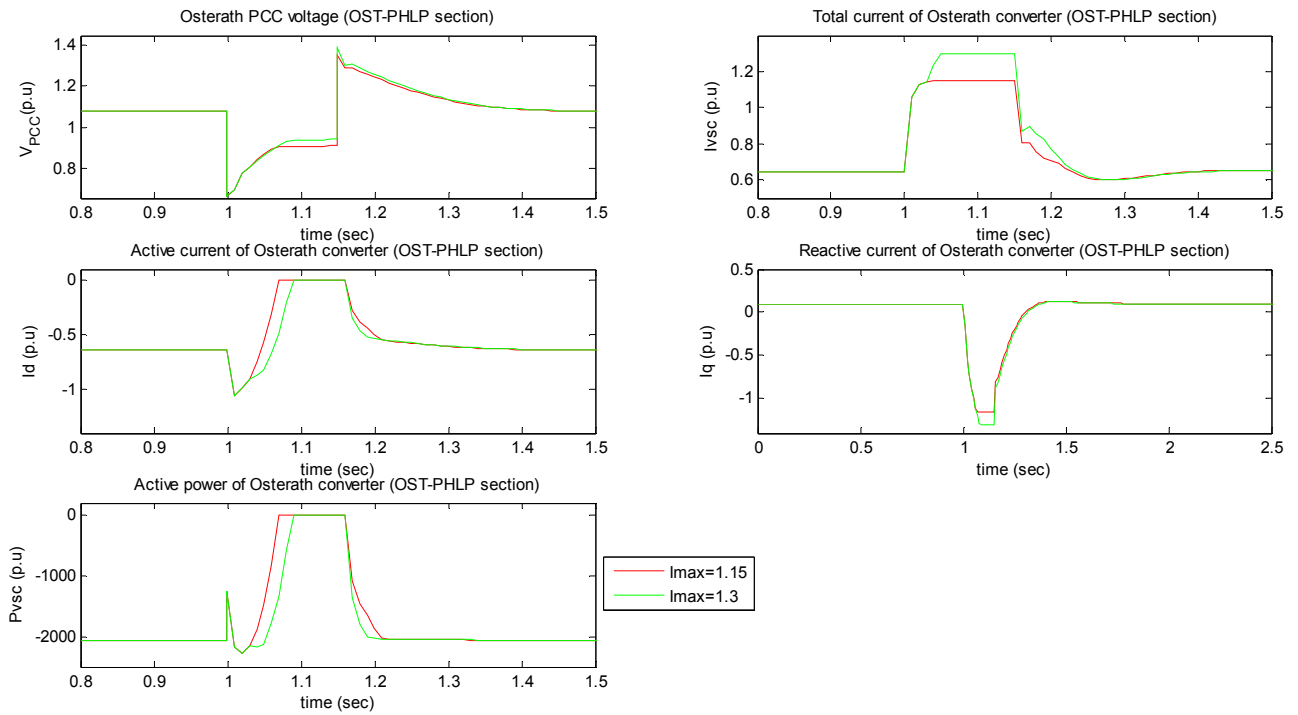 Osterath PCC voltage (OST-PHLP section)
V_PCC(p.u)
1.4
1.2
1
0.8
0.8 0.9 1 1.1 1.2 1.3 1.4 1.5
time (sec)
Total current of Osterath converter (OST-PHLP section)
Ivsc (p.u)
1.2
1
0.8
0.6
0.8 0.9 1 1.1 1.2 1.3 1.4 1.5
time (sec)
Active current of Osterath converter (OST-PHLP section)
Id (p.u)
0
-0.5
-1
0.8 0.9 1 1.1 1.2 1.3 1.4 1.5
time (sec)
Reactive current of Osterath converter (OST-PHLP section)
Iq (p.u)
0.5
0
-0.5
-1
0 0.5 1 1.5 2 2.5
time (sec)
Active power of Osterath converter (OST-PHLP section)
Pvsc (p.u)
0
-1000
-2000
0.8 0.9 1 1.1 1.2 1.3 1.4 1.5
time (sec)
Imax=1.15
Imax=1.3